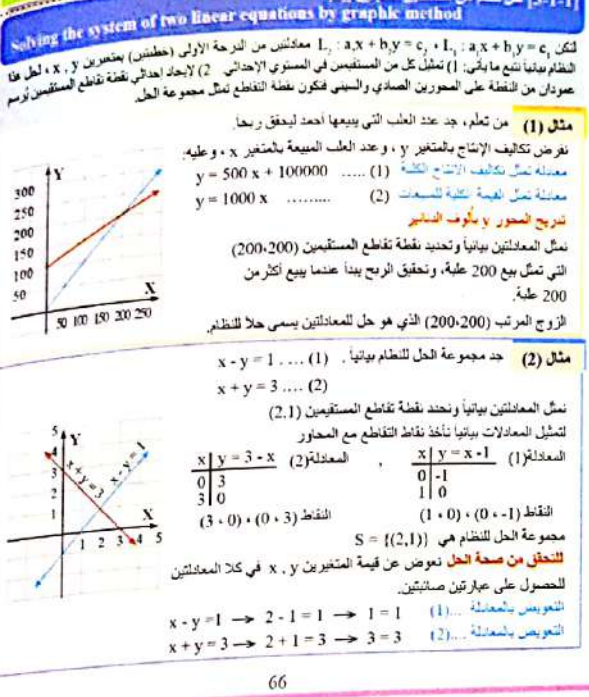 [3-1-1]
Solving the system of two linear equations by graphic method
لتكن L₁ : a₁x + b₁y = c₁ ، L₂ : a₂x + b₂y = c₂ معادلتين من الدرجة الأولى (خطيتين) بمتغيرين x , y ، لحل هذا
النظام بيانياً نتبع ما يأتي: 1) تمثيل كل من المستقيمين في المستوي الإحداثي 2) لإيجاد إحداثي نقطة تقاطع المستقيمين يُرسم
عمودان من النقطة على المحورين الصادي والسيني فتكون نقطة التقاطع تمثل مجموعة الحل.
مثال (1) من تعلم، جد عدد العلب التي يبيعها أحمد ليحقق ربحاً.
نفرض تكاليف الإنتاج بالمتغير y ، وعدد العلب المبيعة بالمتغير x ، وعليه:
معادلة تمثل تكاليف الانتاج الكلية (1) ..... y = 500 x + 100000
معادلة تمثل القيمة الكلية للمبيعات (2) ......... y = 1000 x
تدريج المحور y بألوف الدنانير
نمثل المعادلتين بيانياً وتحديد نقطة تقاطع المستقيمين (200،200)
التي تمثل بيع 200 علبة، وتحقيق الربح يبدأ عندما يبيع أكثر من
200 علبة.
الزوج المرتب (200،200) الذي هو حل للمعادلتين يسمى حلاً للنظام.
Y
300
250
200
150
100
50
X
50 100 150 200 250
مثال (2) جد مجموعة الحل للنظام بيانياً . x - y = 1 .... (1)
x + y = 3 .... (2)
نمثل المعادلتين بيانياً ونحدد نقطة تقاطع المستقيمين (2,1)
لتمثيل المعادلات بيانياً نأخذ نقاط التقاطع مع المحاور
المعادلة(1) x | y = x -1 , المعادلة(2) x | y = 3 - x
0 | -1    0 | 3
1 | 0    3 | 0
النقاط (1 ، 0) ، (0 ، -1)    النقاط (3 ، 0) ، (0 ، 3)
مجموعة الحل للنظام هي S = {(2,1)}
للتحقق من صحة الحل نعوض عن قيمة المتغيرين x , y في كلا المعادلتين
للحصول على عبارتين صائبتين.
التعويض بالمعادلة ...(1) x - y =1 → 2 - 1 = 1 → 1 = 1
التعويض بالمعادلة ...(2) x + y = 3 → 2 + 1 = 3 → 3 = 3
5 Y
4
3
2
1
x + y = 3
x - y = 1
X
1 2 3 4 5
66